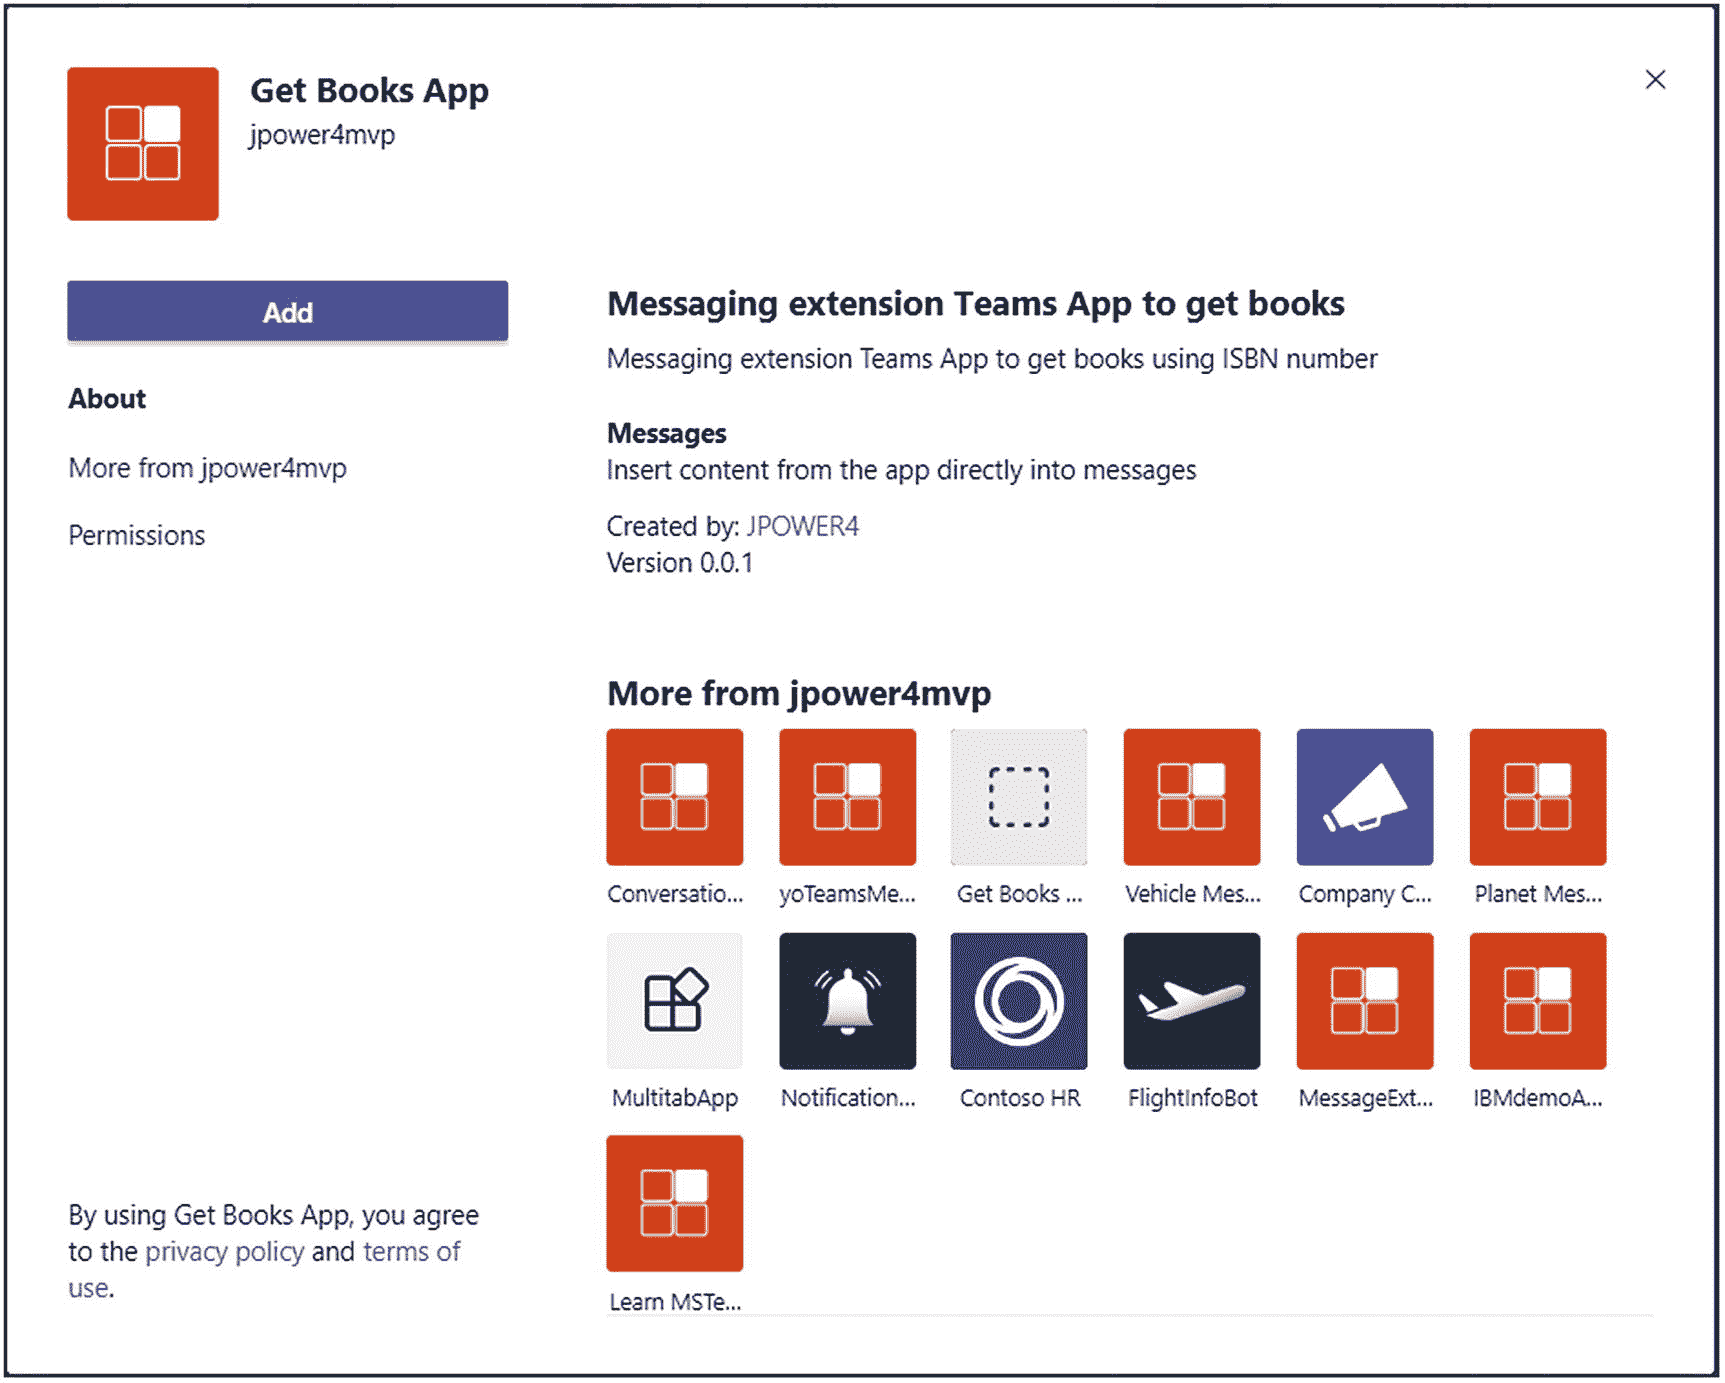 Get Books App
jpower4mvp
Add
About
More from jpower4mvp
Permissions
Messaging extension Teams App to get books
Messaging extension Teams App to get books using ISBN number
Messages
Insert content from the app directly into messages
Created by: JPOWER4
Version 0.0.1
More from jpower4mvp
Conversatio... yoTeamsMe... Get Books ... Vehicle Mes... Company C... Planet Mes...
MultitabApp Notification... Contoso HR FlightInfoBot MessageExt... IBMdemoA...
Learn MSTe...
By using Get Books App, you agree
to the privacy policy and terms of
use.